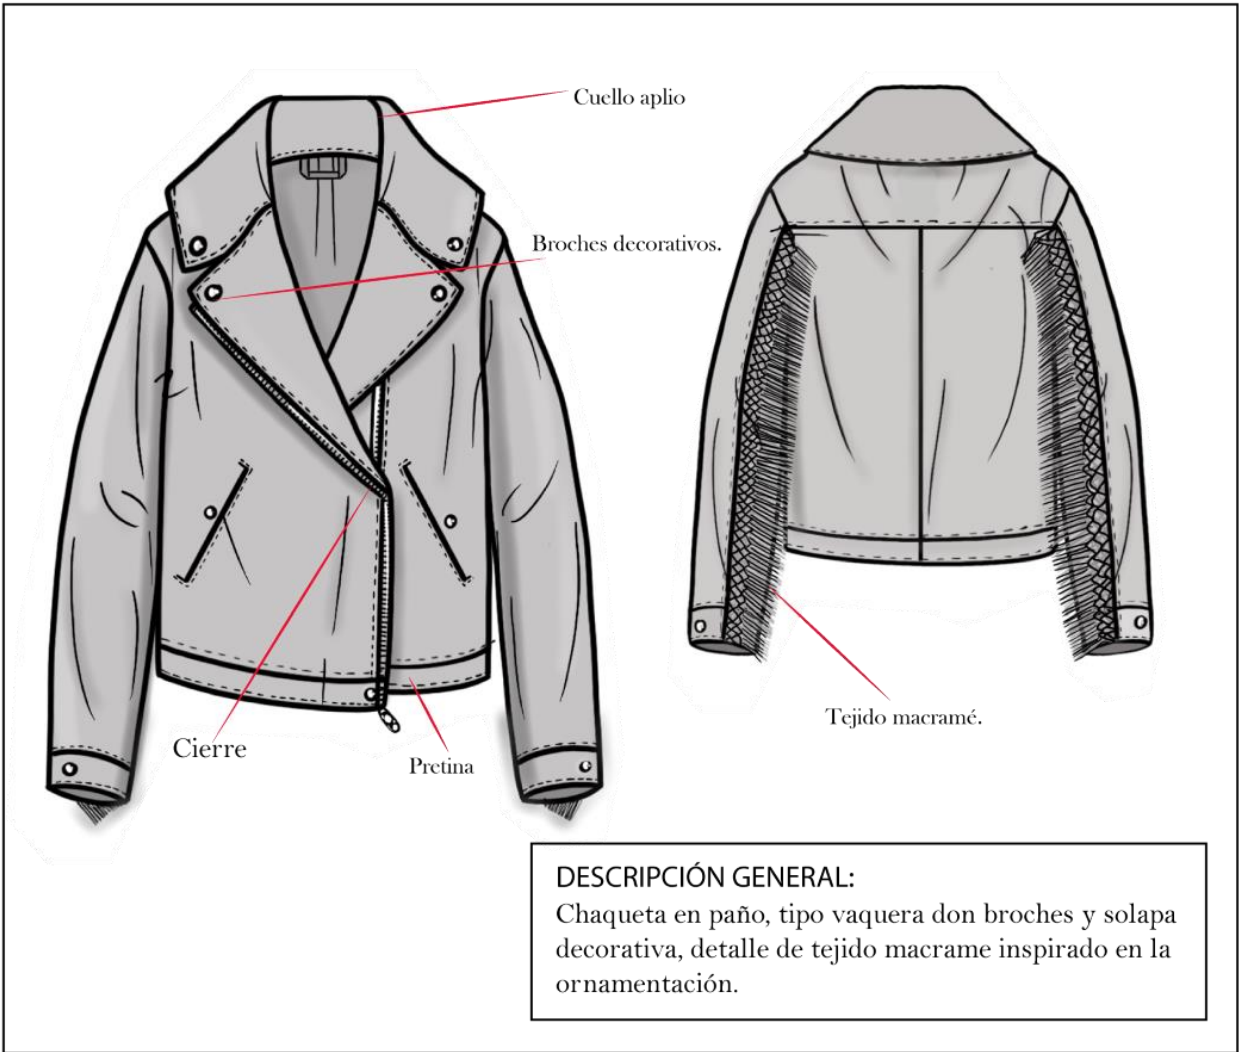 Cuello aplio
Broches decorativos.
Tejido macramé.
Cierre
Pretina
DESCRIPCIÓN GENERAL:
Chaqueta en paño, tipo vaquera don broches y solapa
decorativa, detalle de tejido macrame inspirado en la
ornamentación.